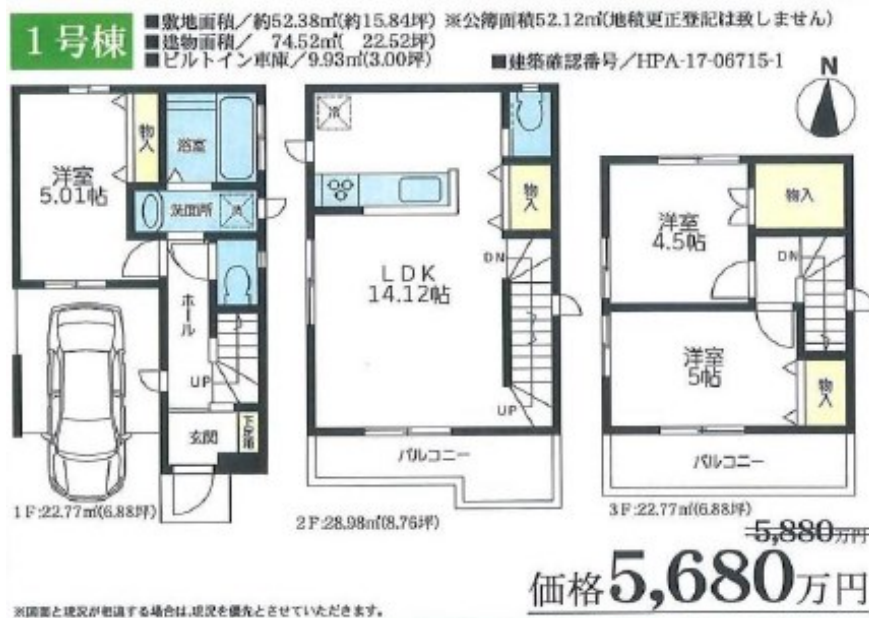 1号棟
■敷地面積／約52.38㎡(約15.84坪) ※公簿面積52.12㎡(地積更正登記は致しません)
■建物面積／ 74.52㎡( 22.52坪)
■ビルトイン車庫／9.93㎡(3.00坪)
■建築確認番号／HPA-17-06715-1
N
洋室
5.01帖
物入
浴室
洗面所
洗
ホール
UP
玄関
下足箱
1F:22.77㎡(6.88坪)
冷
物入
LDK
14.12帖
DN
UP
バルコニー
2F:28.98㎡(8.76坪)
洋室
4.5帖
物入
DN
洋室
5帖
物入
バルコニー
3F:22.77㎡(6.88坪)
5,880万円
価格5,680万円
※図面と現況が相違する場合は、現況を優先とさせていただきます。